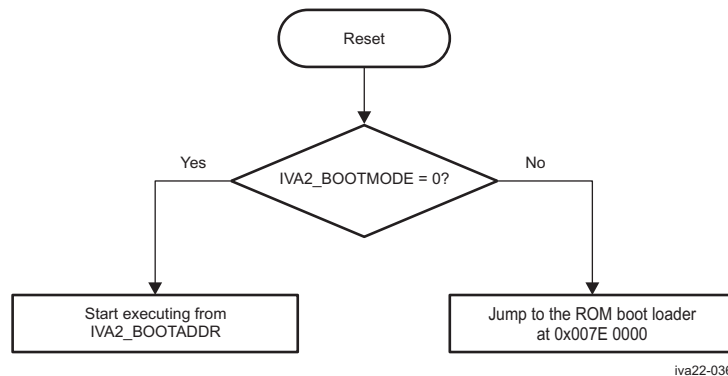 Reset
Yes
IVA2_BOOTMODE = 0?
No
Start executing from
IVA2_BOOTADDR
Jump to the ROM boot loader
at 0x007E 0000